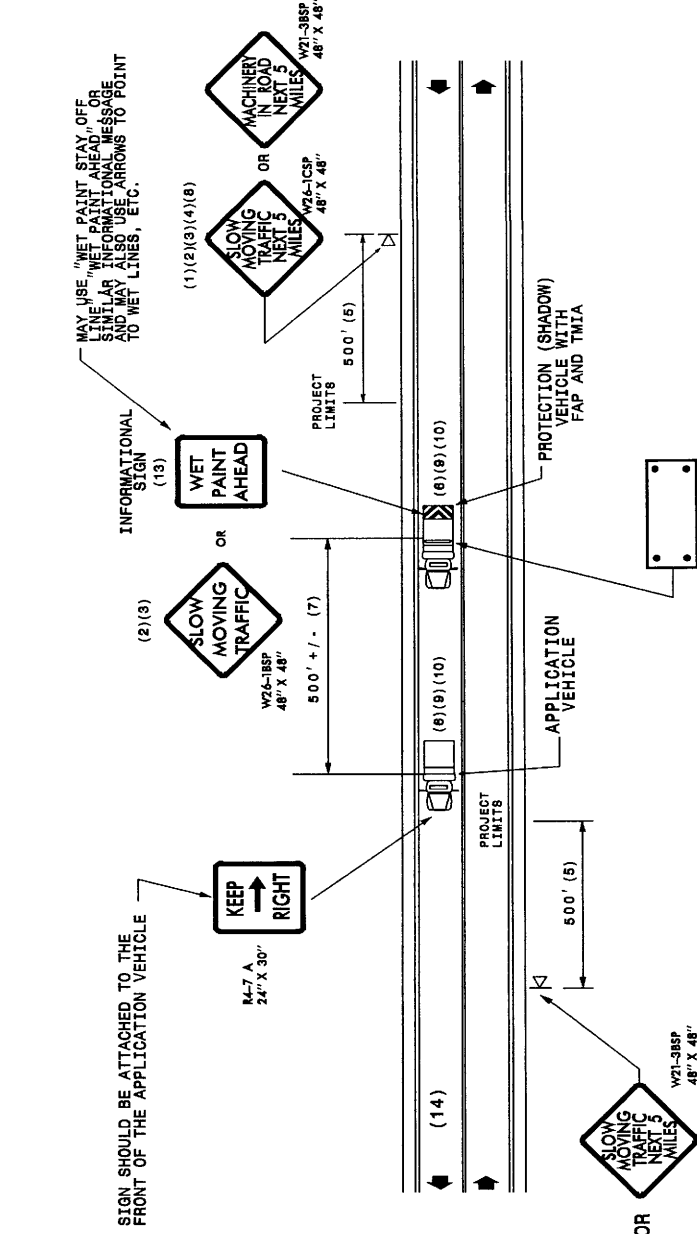 MAY USE "WET PAINT STAY OFF
LINE" "WET PAINT AHEAD", OR
SIMILAR INFORMATIONAL MESSAGE
AND MAY ALSO USE ARROWS TO POINT
TO WET LINES, ETC.
(1)(2)(3)(4)(8)
SLOW
MOVING
TRAFFIC
NEXT 5
MILES
W26-1CSP
48" X 48"
OR
MACHINERY
IN ROAD
NEXT 5
MILES
W21-3BSP
48" X 48"
INFORMATIONAL
SIGN
(13)
WET
PAINT
AHEAD
OR
(2)(3)
SLOW
MOVING
TRAFFIC
W26-1BSP
48" X 48"
PROJECT
LIMITS
500' (5)
500' +/- (7)
(6)(9)(10)
(6)(9)(10)
PROTECTION (SHADOW)
VEHICLE WITH
FAP AND TMIA
APPLICATION
VEHICLE
SIGN SHOULD BE ATTACHED TO THE
FRONT OF THE APPLICATION VEHICLE
KEEP
RIGHT
R4-7 A
24" X 30"
PROJECT
LIMITS
500' (5)
(14)
OR
SLOW
MOVING
TRAFFIC
NEXT 5
MILES
W21-3BSP
48" X 48"